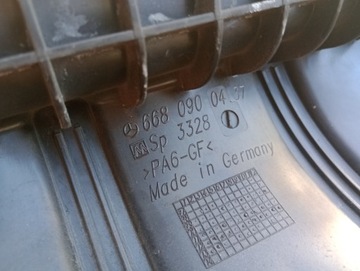 668 090 04 37
Sp 3328
>PA6-GF<
Made in Germany